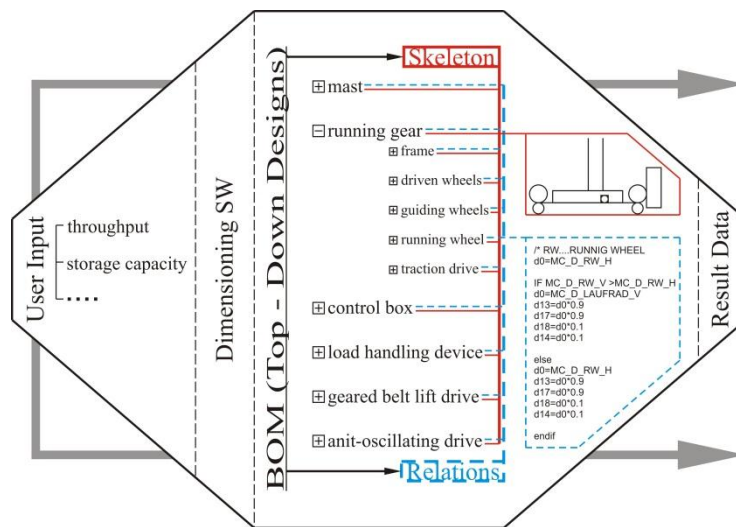 User Input
throughput
storage capacity
....
Dimensioning SW
BOM (Top - Down Designs)
Skeleton
mast
running gear
frame
driven wheels
guiding wheels
running wheel
traction drive
control box
load handling device
geared belt lift drive
anit-oscillating drive
Relations
/* RW....RUNNIG WHEEL
d0=MC_D_RW_H
IF MC_D_RW_V >MC_D_RW_H
d0=MC_D_LAUFRAD_V
d13=d0*0.9
d17=d0*0.9
d18=d0*0.1
d14=d0*0.1
else
d0=MC_D_RW_H
d13=d0*0.9
d17=d0*0.9
d18=d0*0.1
d14=d0*0.1
endif
Result Data